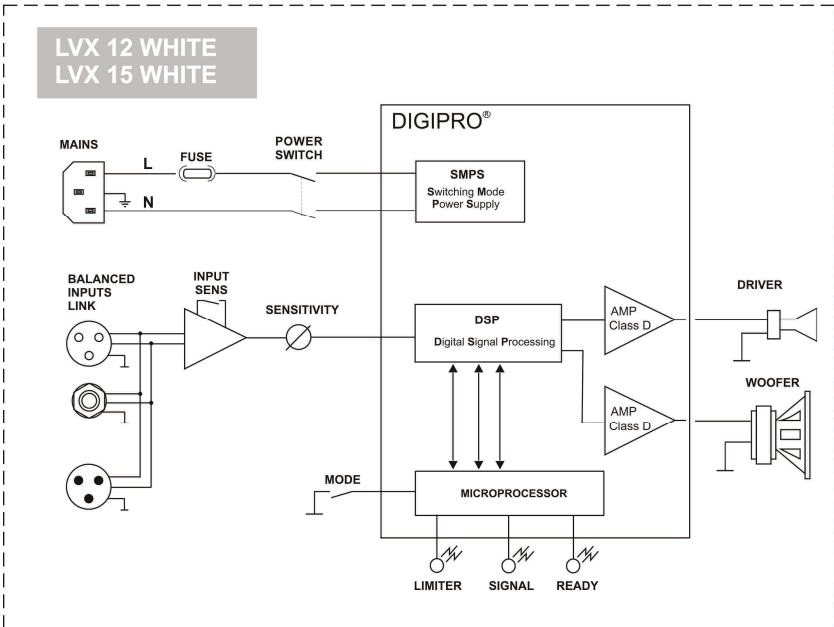 LVX 12 WHITE
LVX 15 WHITE
DIGIPRO®
MAINS
L
FUSE
POWER
SWITCH
N
SMPS
Switching Mode
Power Supply
BALANCED
INPUTS
LINK
INPUT
SENS
SENSITIVITY
DSP
Digital Signal Processing
AMP
Class D
DRIVER
AMP
Class D
WOOFER
MODE
MICROPROCESSOR
LIMITER
SIGNAL
READY